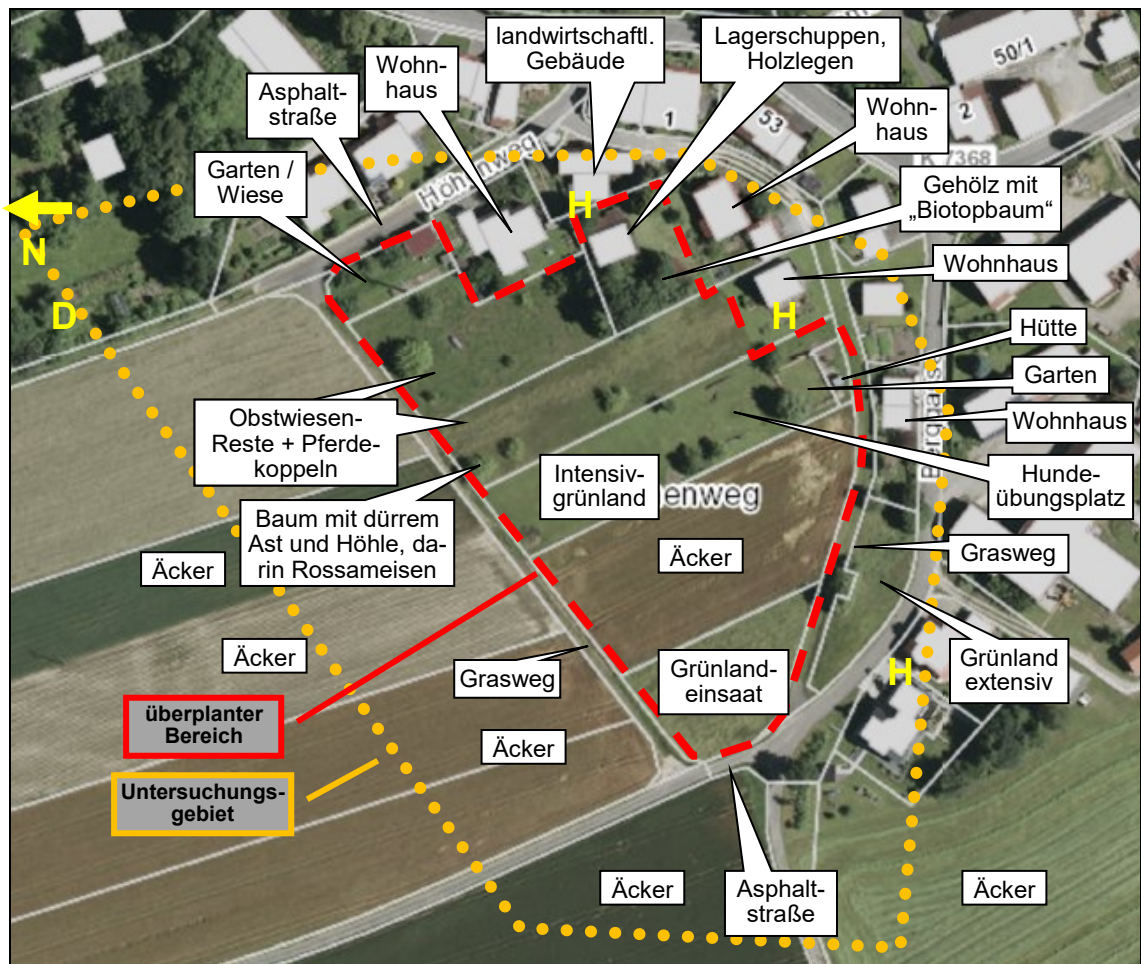 landwirtschaftl.
Gebäude
Lagerschuppen,
Holzlegen
50/1
Wohn-
haus
Asphalt-
straße
1
53
2
Wohn-
haus
K 7368
Garten /
Wiese
Höhenweg
Gehölz mit
„Biotopbaum“
H
N
Wohnhaus
D
H
Hütte
Garten
Obstwiesen-
Reste + Pferde-
koppeln
Wohnhaus
Intensiv-
grünland
enweg
Hunde-
übungsplatz
Baum mit dürrem
Ast und Höhle, da-
rin Rossameisen
Äcker
Äcker
Grasweg
Äcker
Grasweg
Grünland-
einsaat
Grünland
extensiv
H
überplanter
Bereich
Äcker
Untersuchungs-
gebiet
Äcker
Asphalt-
straße
Äcker